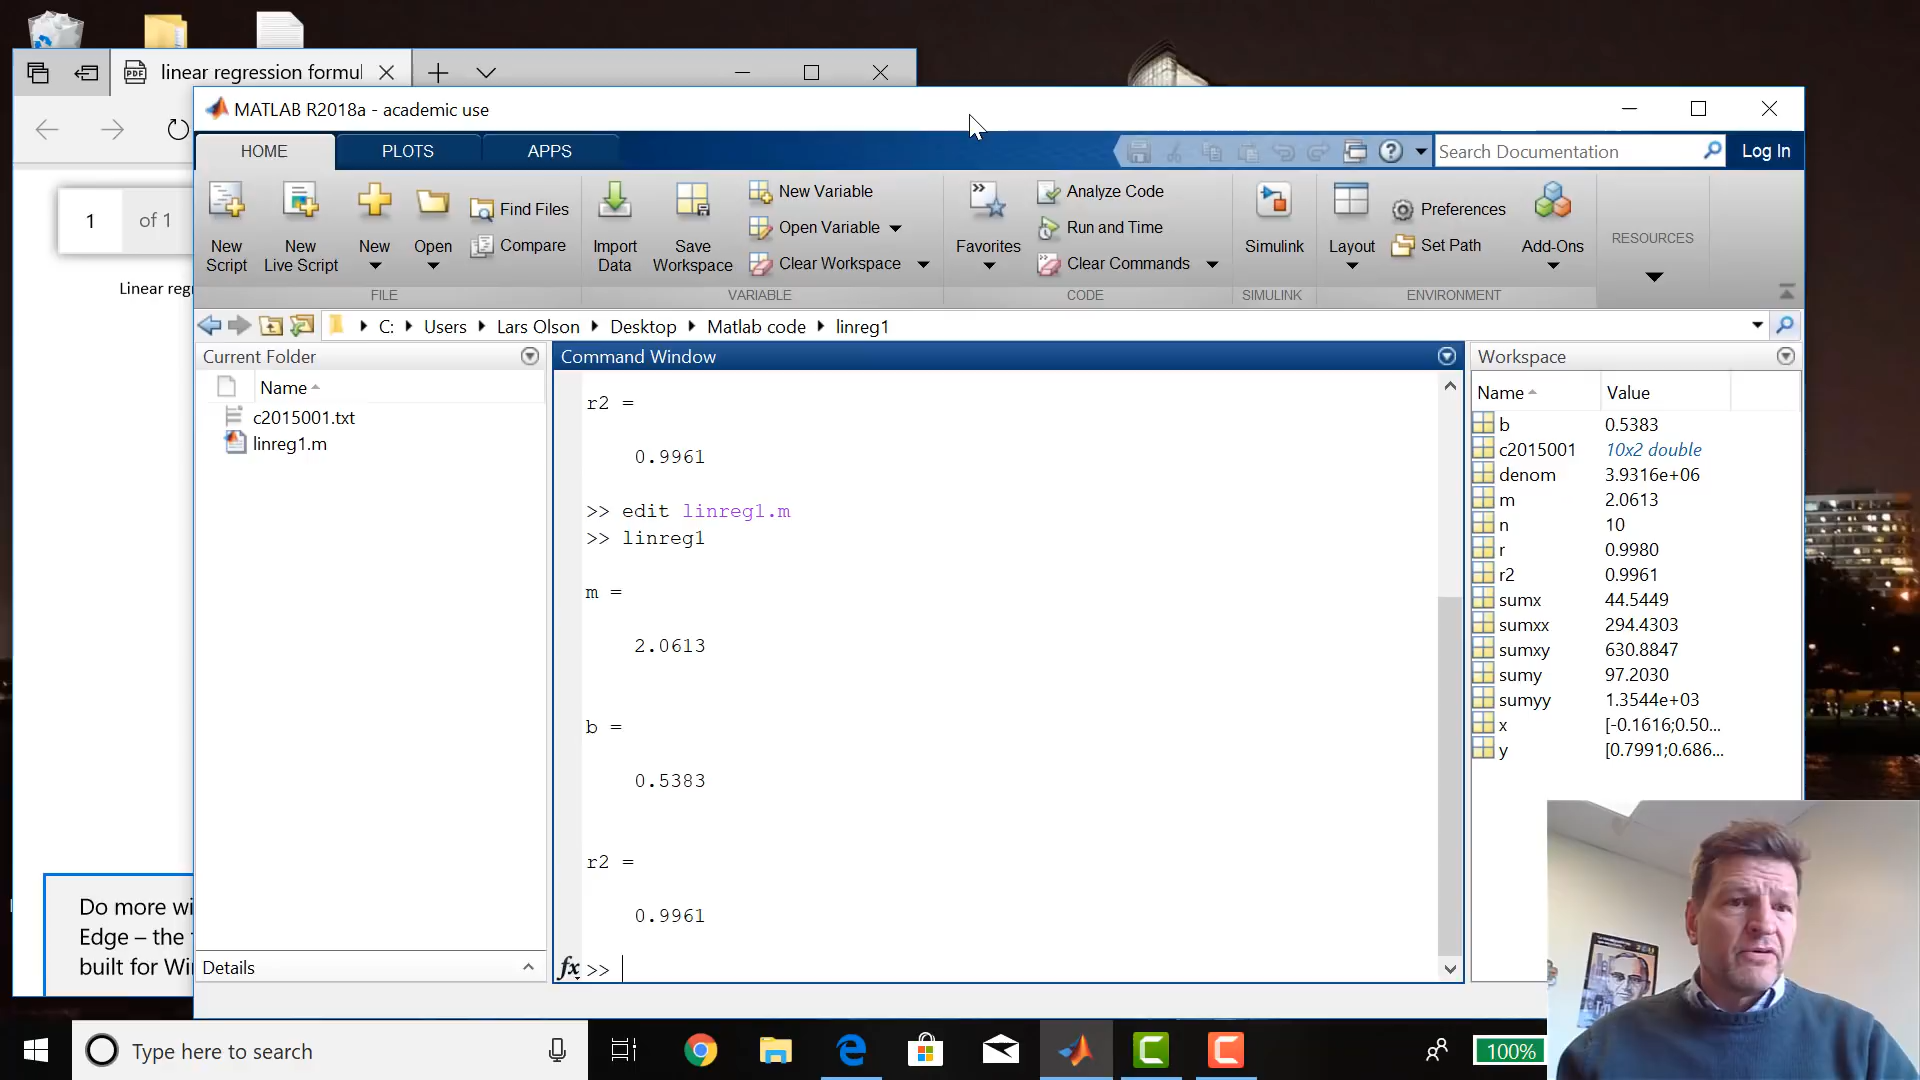 linear regression formul
MATLAB R2018a - academic use
HOME
PLOTS
APPS
Search Documentation
Log In
1
of 1
New Script
New Live Script
New
Open
Find Files
Compare
Import Data
Save Workspace
New Variable
Open Variable
Clear Workspace
Favorites
Analyze Code
Run and Time
Clear Commands
Simulink
Layout
Preferences
Set Path
Add-Ons
RESOURCES
FILE
VARIABLE
CODE
SIMULINK
ENVIRONMENT
Linear reg
C: Users Lars Olson Desktop Matlab code linreg1
Current Folder
Name
c2015001.txt
linreg1.m
Details
Command Window
r2 =
0.9961
>> edit linreg1.m
>> linreg1
m =
2.0613
b =
0.5383
r2 =
0.9961
fx >>
Workspace
Name Value
b 0.5383
c2015001 10x2 double
denom 3.9316e+06
m 2.0613
n 10
r 0.9980
r2 0.9961
sumx 44.5449
sumxx 294.4303
sumxy 630.8847
sumy 97.2030
sumyy 1.3544e+03
x [-0.1616;0.50...
y [0.7991;0.686...
Do more wi
Edge – the
built for Wi
Type here to search
100%